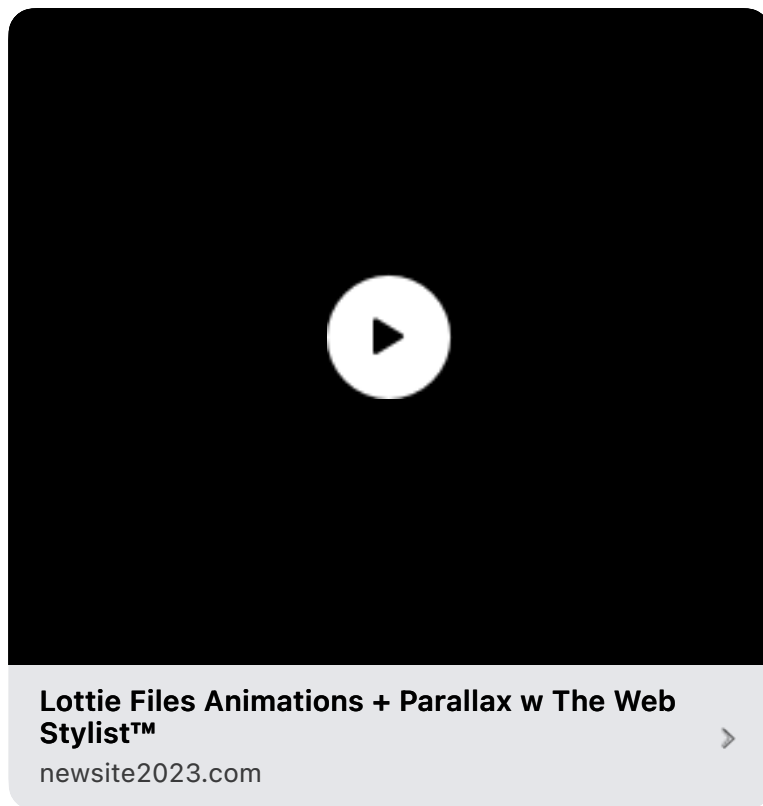 Lottie Files Animations + Parallax w The Web
Stylist™
newsite2023.com